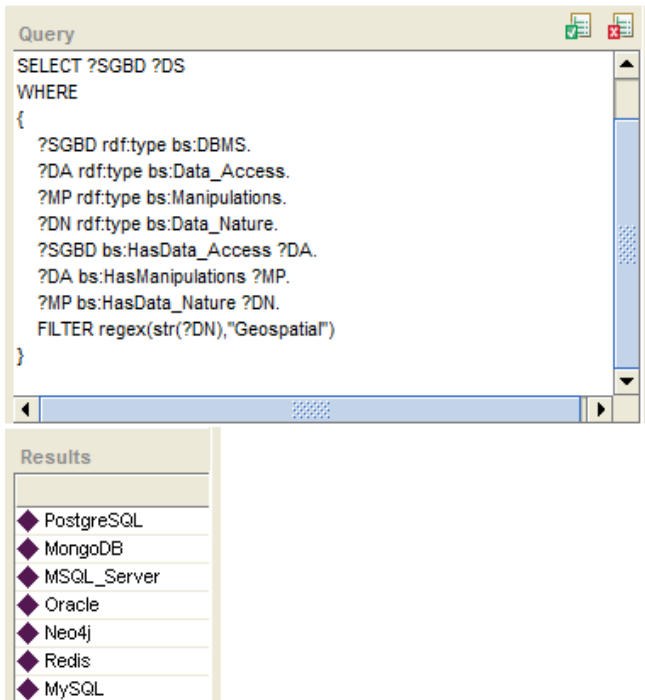 Query
SELECT ?SGBD ?DS
WHERE
{
?SGBD rdf:type bs:DBMS.
?DA rdf:type bs:Data_Access.
?MP rdf:type bs:Manipulations.
?DN rdf:type bs:Data_Nature.
?SGBD bs:HasData_Access ?DA.
?DA bs:HasManipulations ?MP.
?MP bs:HasData_Nature ?DN.
FILTER regex(str(?DN),"Geospatial")
}
Results
PostgreSQL
MongoDB
MSQL_Server
Oracle
Neo4j
Redis
MySQL